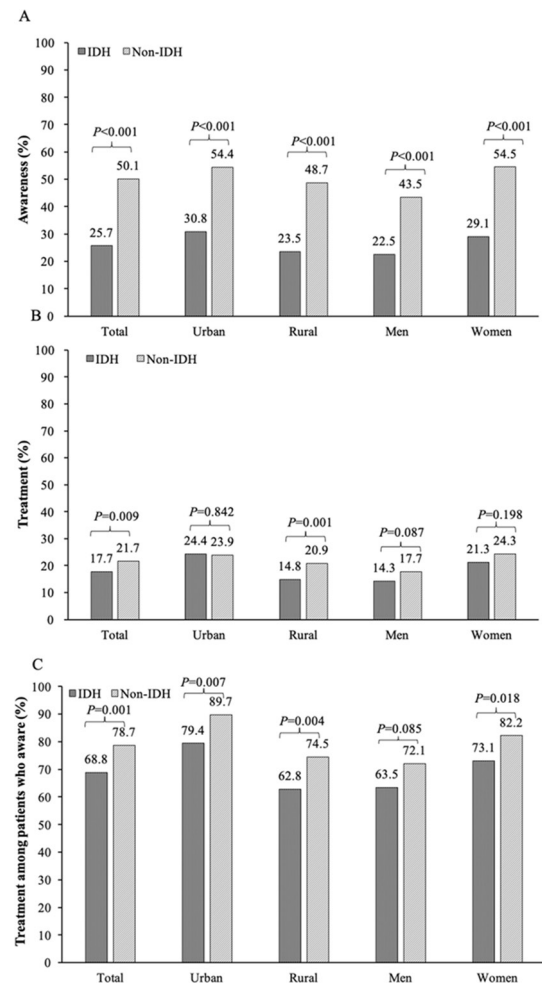 A
100
90
80
70
60
50
40
30
20
10
0
Awareness (%)
IDH Non-IDH
P<0.001 P<0.001 P<0.001 P<0.001 P<0.001
25.7 50.1 30.8 54.4 23.5 48.7 22.5 43.5 29.1 54.5
Total Urban Rural Men Women
B
100
90
80
70
60
50
40
30
20
10
0
Treatment (%)
IDH Non-IDH
P=0.009 P=0.842 P=0.001 P=0.087 P=0.198
17.7 21.7 24.4 23.9 14.8 20.9 14.3 17.7 21.3 24.3
Total Urban Rural Men Women
C
100
90
80
70
60
50
40
30
20
10
0
Treatment among patients who aware (%)
IDH Non-IDH
P=0.001 P=0.007 P=0.004 P=0.085 P=0.018
68.8 78.7 79.4 89.7 62.8 74.5 63.5 72.1 73.1 82.2
Total Urban Rural Men Women